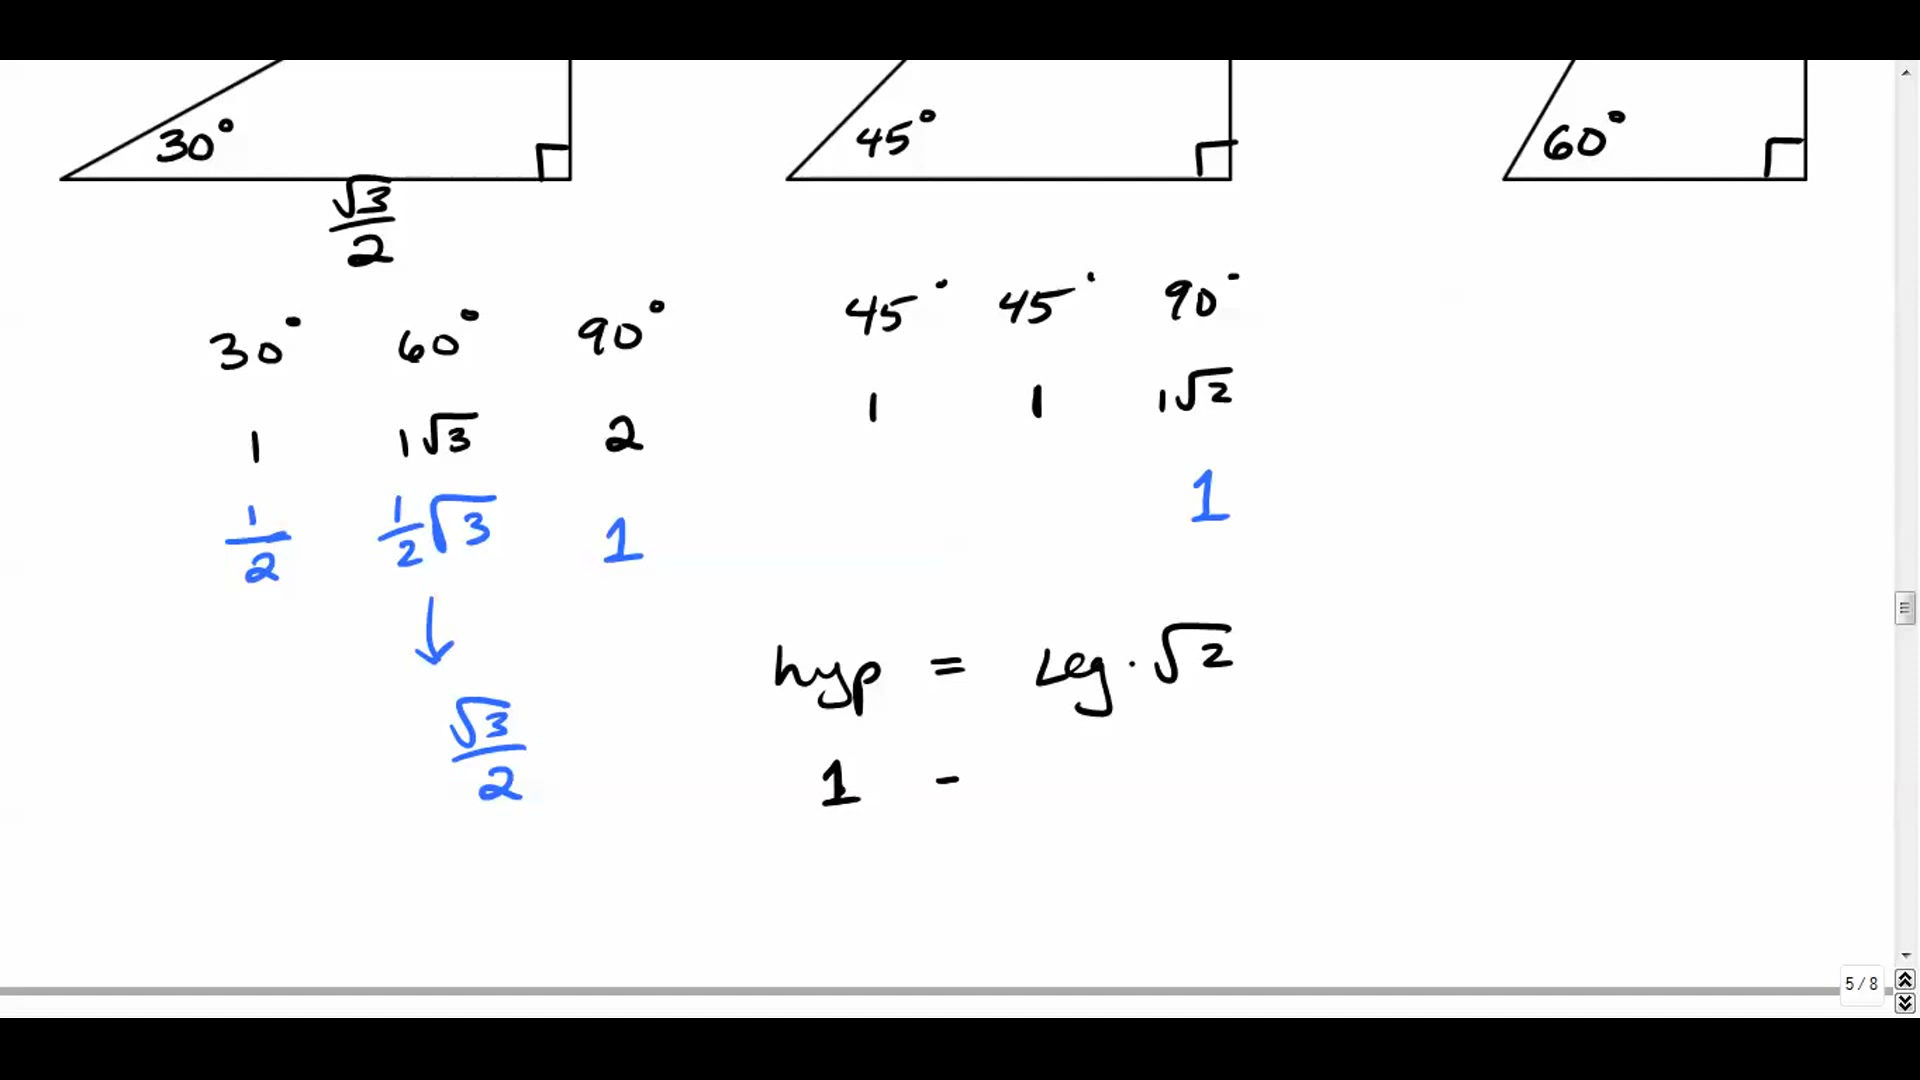 30° 45° 60°
√3/2
30° 60° 90°
1 1√3 2
1/2 1/2√3 1
↓
√3/2
45° 45° 90°
1 1 1√2
1
hyp = Leg · √2
1 -
5 / 8